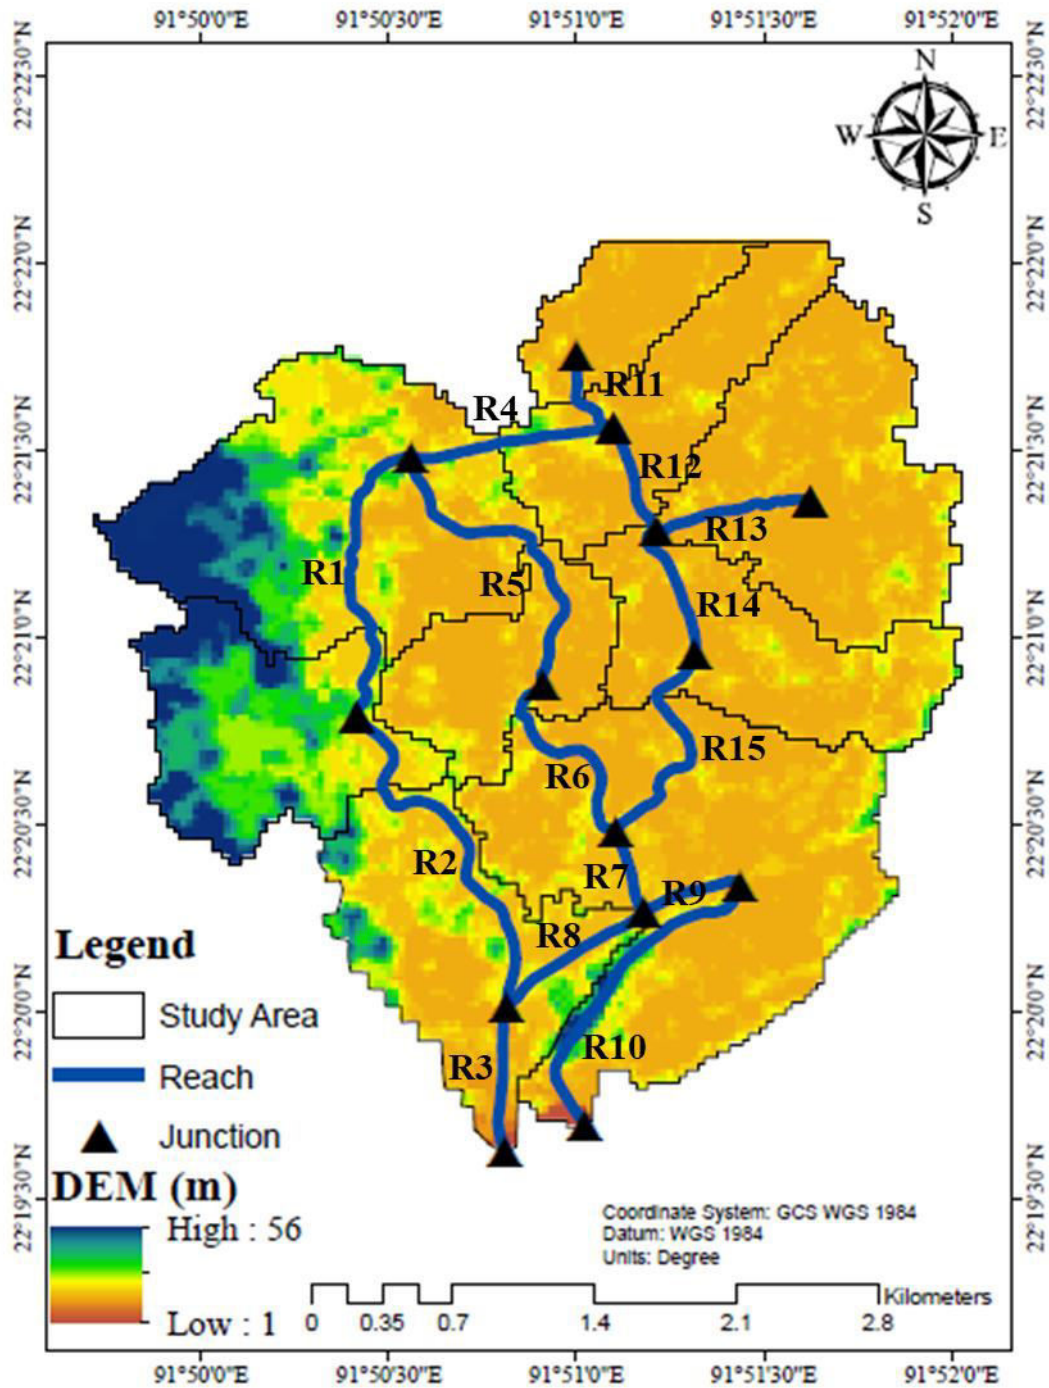 91°50'0"E 91°50'30"E 91°51'0"E 91°51'30"E 91°52'0"E
22°22'30"N 22°22'30"N
N
W E
S
22°22'0"N 22°22'0"N
R11
R4
22°21'30"N 22°21'30"N
R12
R13
R1 R5
R14
22°21'0"N 22°21'0"N
R15
R6
22°20'30"N 22°20'30"N
R2 R7
R9
R8
Legend
22°20'0"N 22°20'0"N
Study Area
R10
R3
Reach
Junction
22°19'30"N 22°19'30"N
DEM (m)
High : 56
Low : 1
Coordinate System: GCS WGS 1984
Datum: WGS 1984
Units: Degree
Kilometers
0 0.35 0.7 1.4 2.1 2.8
91°50'0"E 91°50'30"E 91°51'0"E 91°51'30"E 91°52'0"E